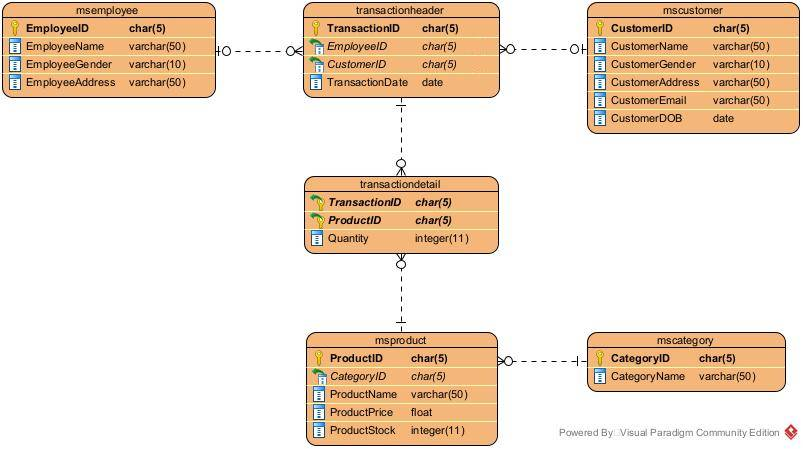 msemployee
EmployeeID char(5)
EmployeeName varchar(50)
EmployeeGender varchar(10)
EmployeeAddress varchar(50)
transactionheader
TransactionID char(5)
EmployeeID char(5)
CustomerID char(5)
TransactionDate date
mscustomer
CustomerID char(5)
CustomerName varchar(50)
CustomerGender varchar(10)
CustomerAddress varchar(50)
CustomerEmail varchar(50)
CustomerDOB date
transactiondetail
TransactionID char(5)
ProductID char(5)
Quantity integer(11)
msproduct
ProductID char(5)
CategoryID char(5)
ProductName varchar(50)
ProductPrice float
ProductStock integer(11)
mscategory
CategoryID char(5)
CategoryName varchar(50)
Powered By□Visual Paradigm Community Edition